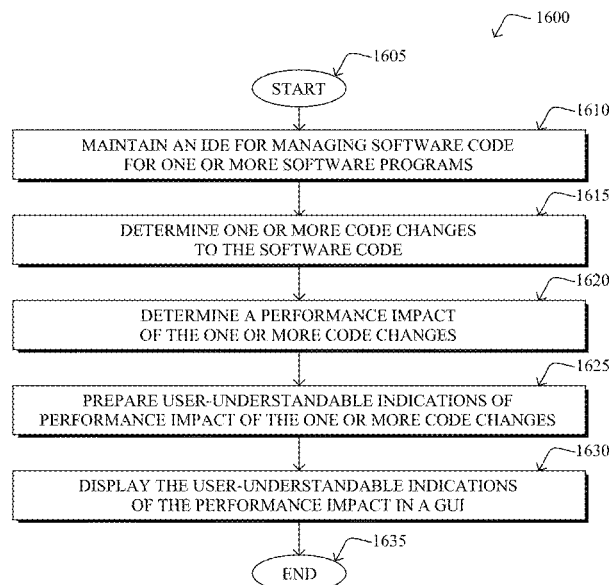 1600
1605
START
1610
MAINTAIN AN IDE FOR MANAGING SOFTWARE CODE
FOR ONE OR MORE SOFTWARE PROGRAMS
1615
DETERMINE ONE OR MORE CODE CHANGES
TO THE SOFTWARE CODE
1620
DETERMINE A PERFORMANCE IMPACT
OF THE ONE OR MORE CODE CHANGES
1625
PREPARE USER-UNDERSTANDABLE INDICATIONS OF
PERFORMANCE IMPACT OF THE ONE OR MORE CODE CHANGES
1630
DISPLAY THE USER-UNDERSTANDABLE INDICATIONS
OF THE PERFORMANCE IMPACT IN A GUI
1635
END